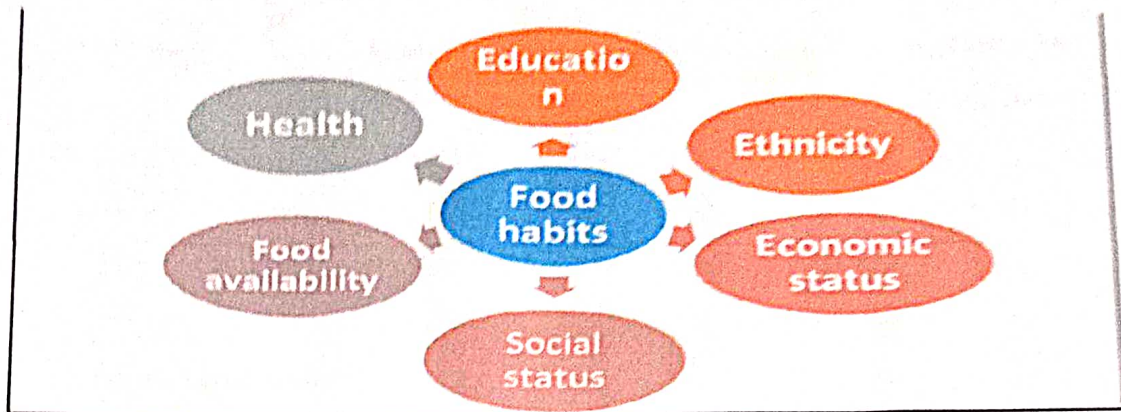 Educatio
n
Health
Ethnicity
Food
habits
Food
availability
Economic
status
Social
status